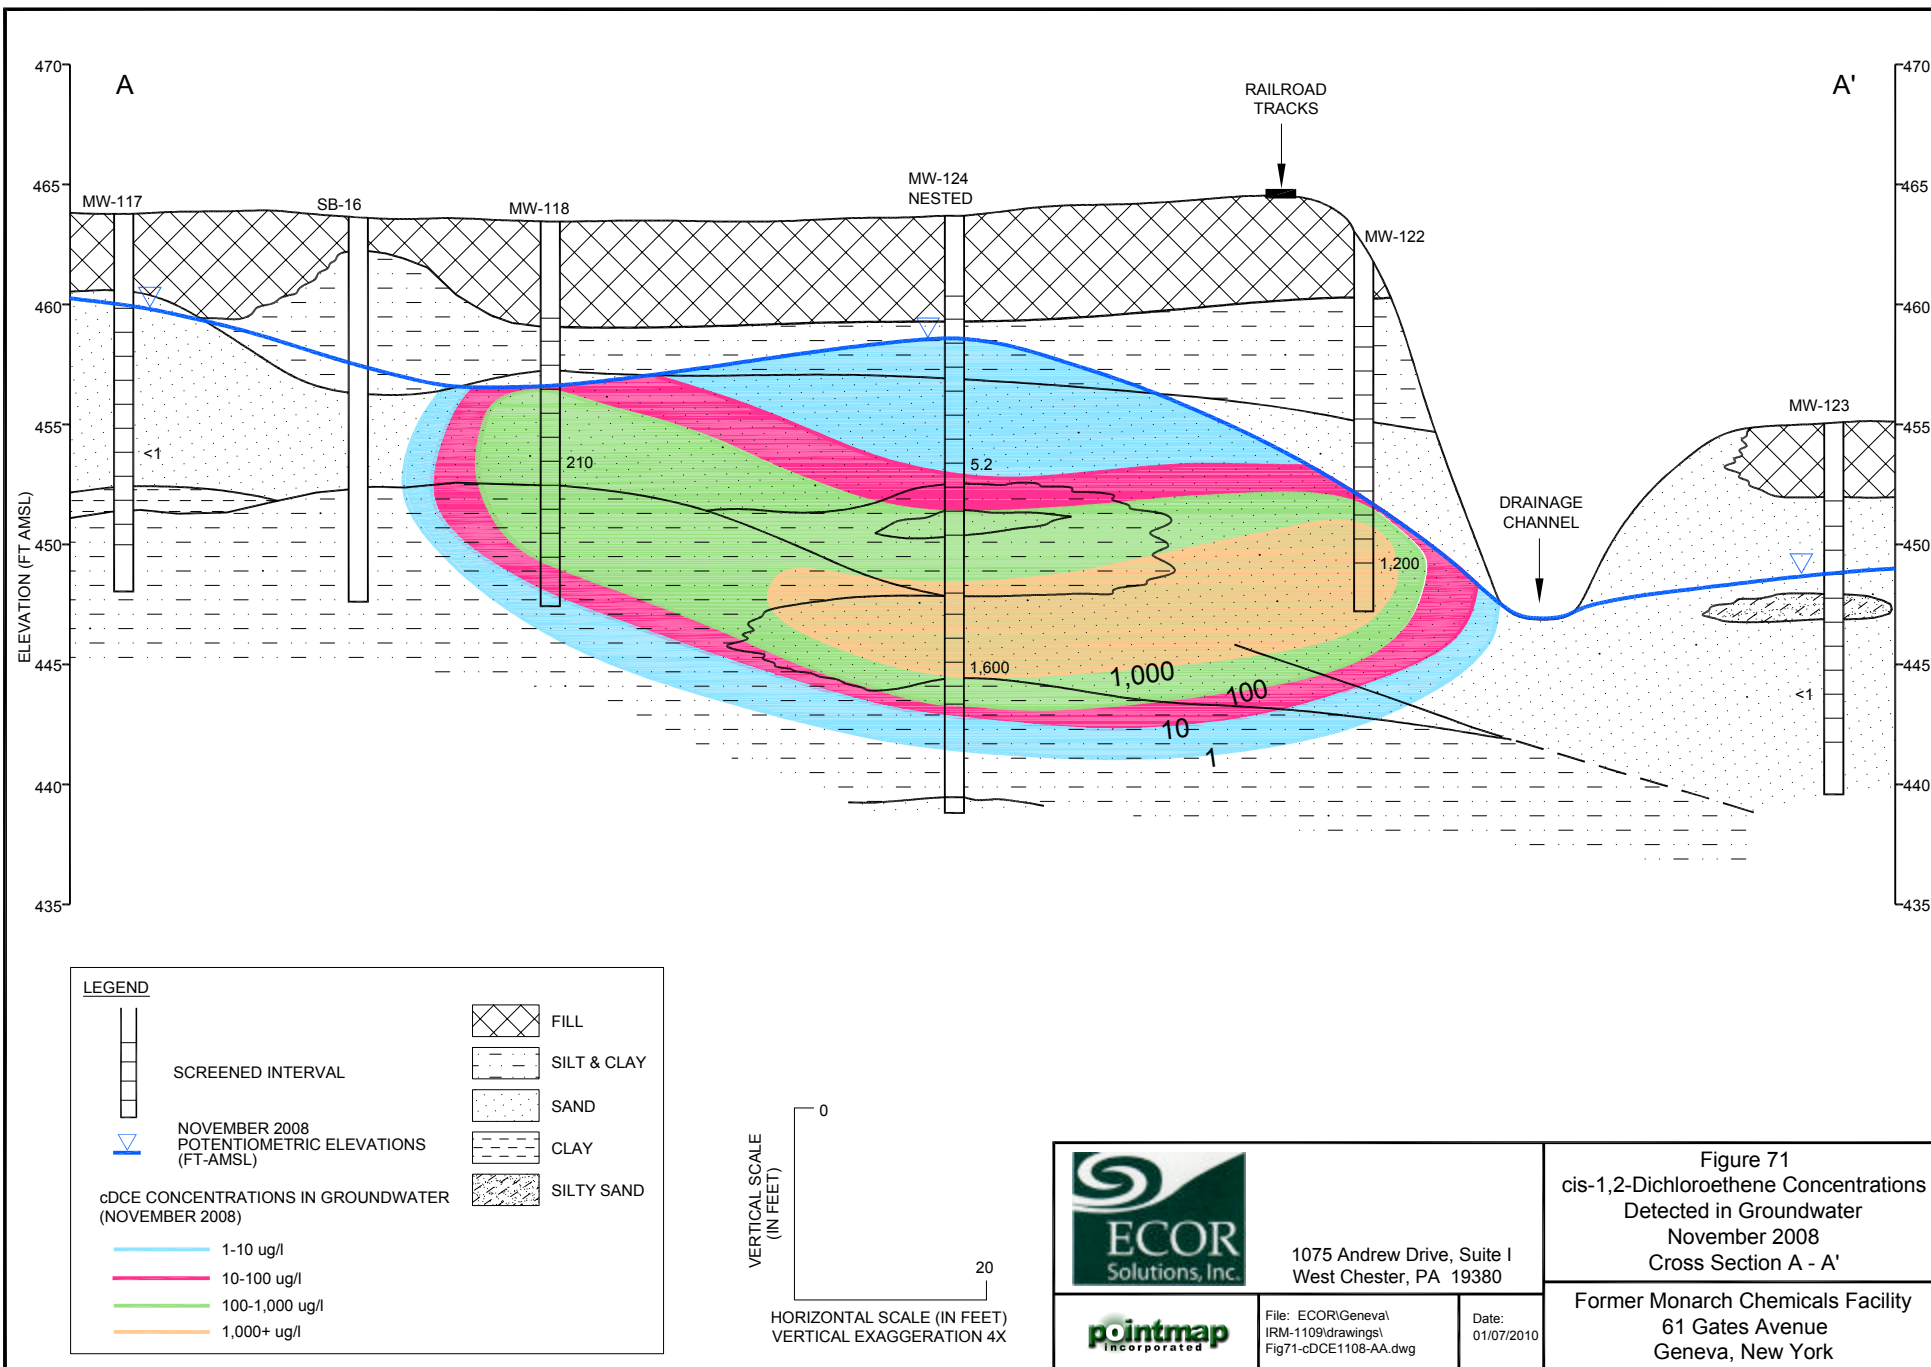 470
470
A
A'
RAILROAD
TRACKS
465
465
MW-117
SB-16
MW-118
MW-124
NESTED
MW-122
460
460
455
455
MW-123
<1
210
5.2
DRAINAGE
CHANNEL
450
450
1,200
ELEVATION (FT AMSL)
445
445
1,600
1,000
100
<1
10
1
440
440
435
435
LEGEND
SCREENED INTERVAL
NOVEMBER 2008
POTENTIOMETRIC ELEVATIONS
(FT-AMSL)
cDCE CONCENTRATIONS IN GROUNDWATER
(NOVEMBER 2008)
1-10 ug/l
10-100 ug/l
100-1,000 ug/l
1,000+ ug/l
FILL
SILT & CLAY
SAND
CLAY
SILTY SAND
0
VERTICAL SCALE
(IN FEET)
20
HORIZONTAL SCALE (IN FEET)
VERTICAL EXAGGERATION 4X
ECOR
Solutions, Inc.
1075 Andrew Drive, Suite I
West Chester, PA 19380
pointmap
incorporated
File: ECOR\Geneva\
IRM-1109\drawings\
Fig71-cDCE1108-AA.dwg
Date:
01/07/2010
Figure 71
cis-1,2-Dichloroethene Concentrations
Detected in Groundwater
November 2008
Cross Section A - A'
Former Monarch Chemicals Facility
61 Gates Avenue
Geneva, New York